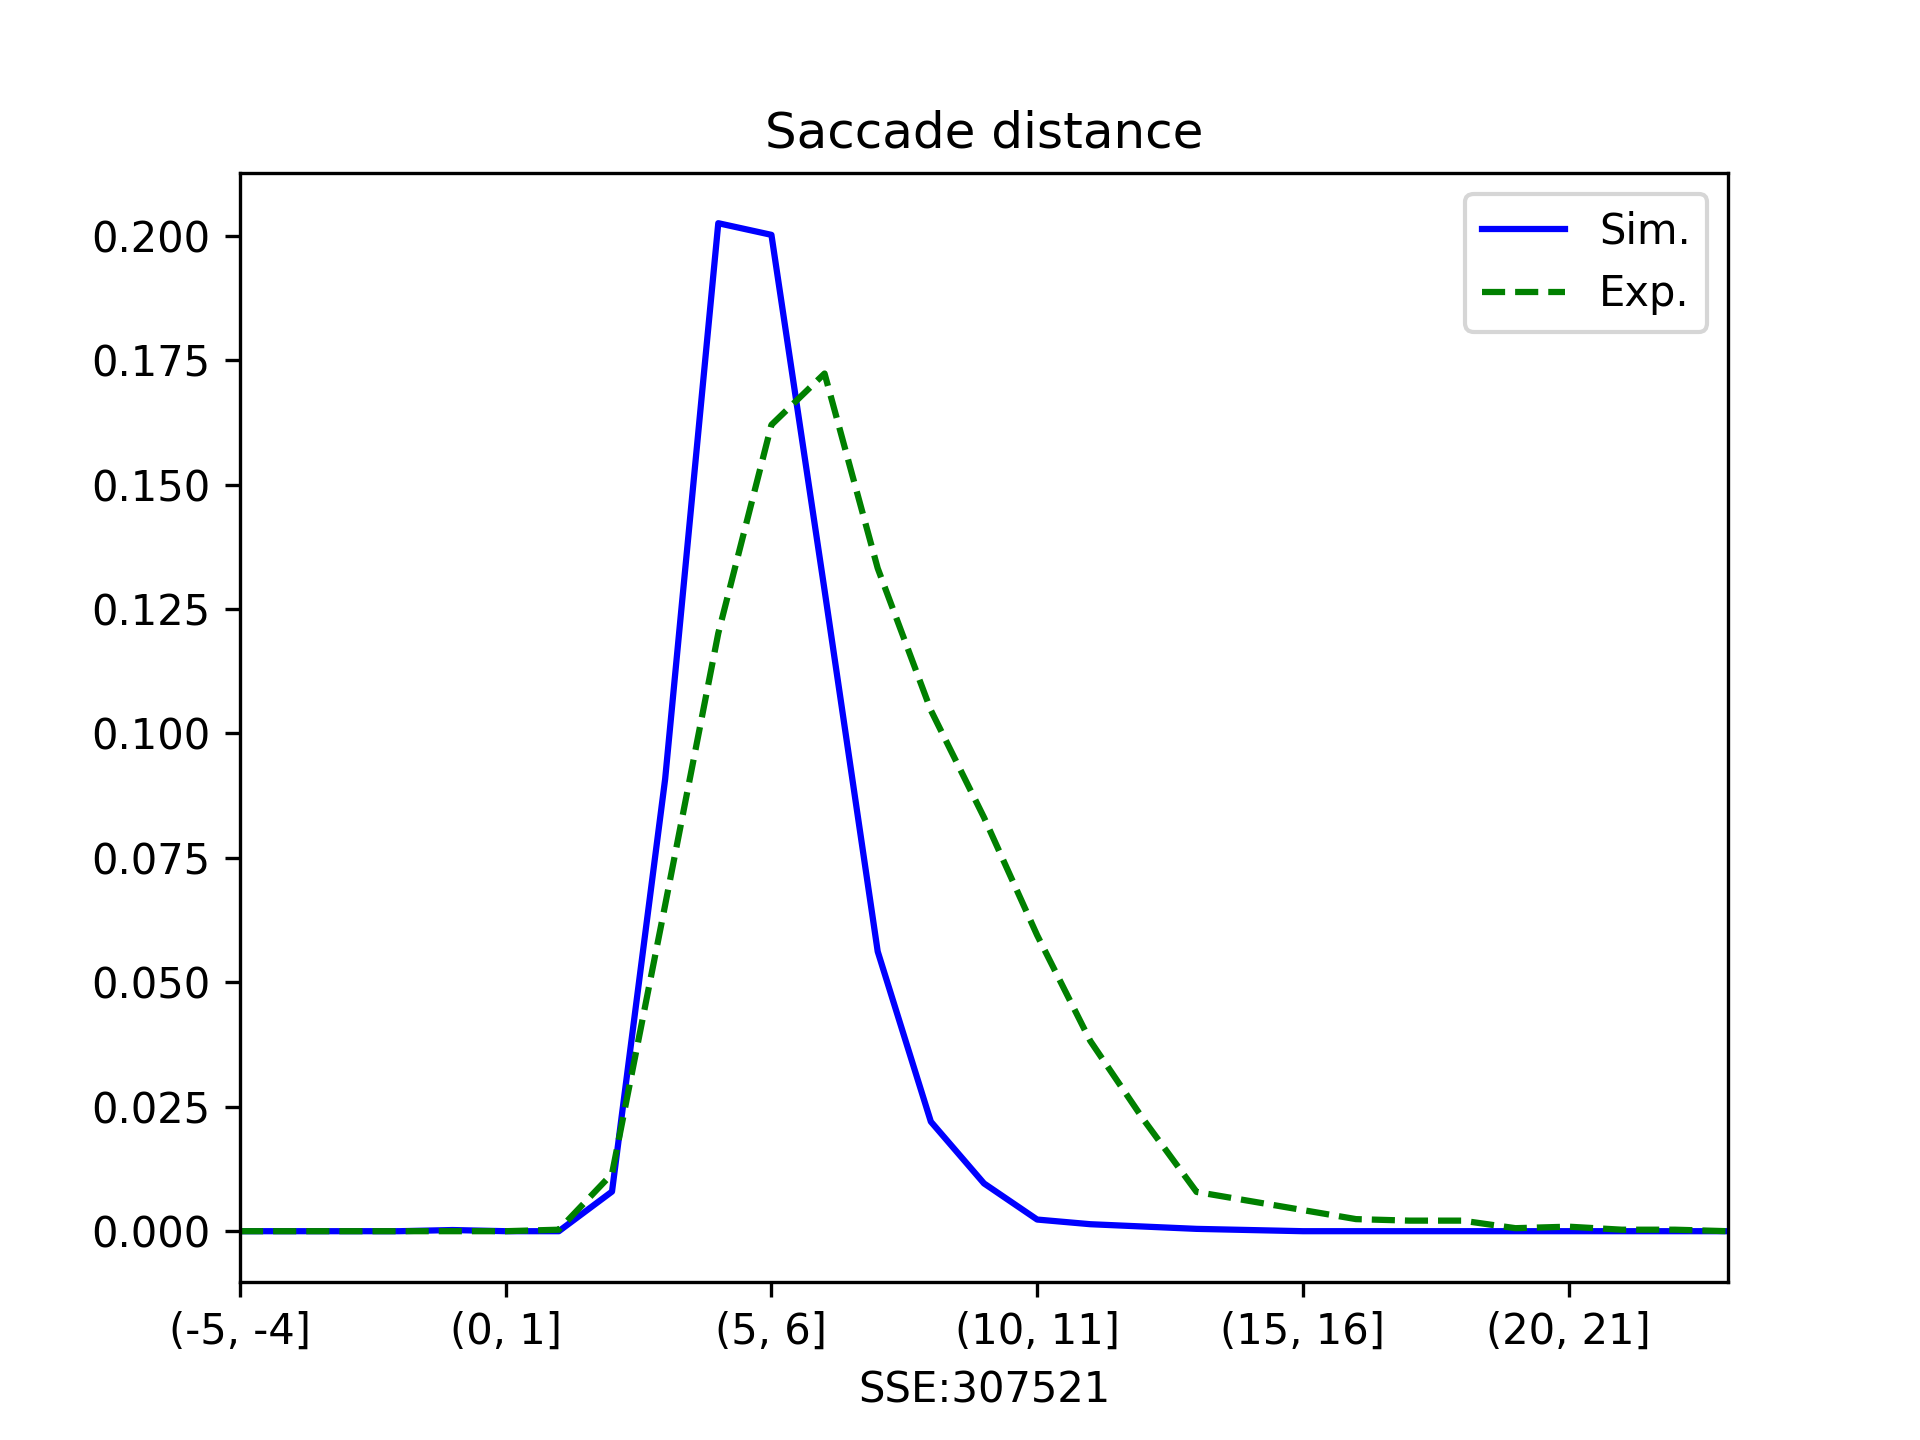 Saccade distance
Sim.
Exp.
0.200
0.175
0.150
0.125
0.100
0.075
0.050
0.025
0.000
(-5, -4] (0, 1] (5, 6] (10, 11] (15, 16] (20, 21]
SSE:307521